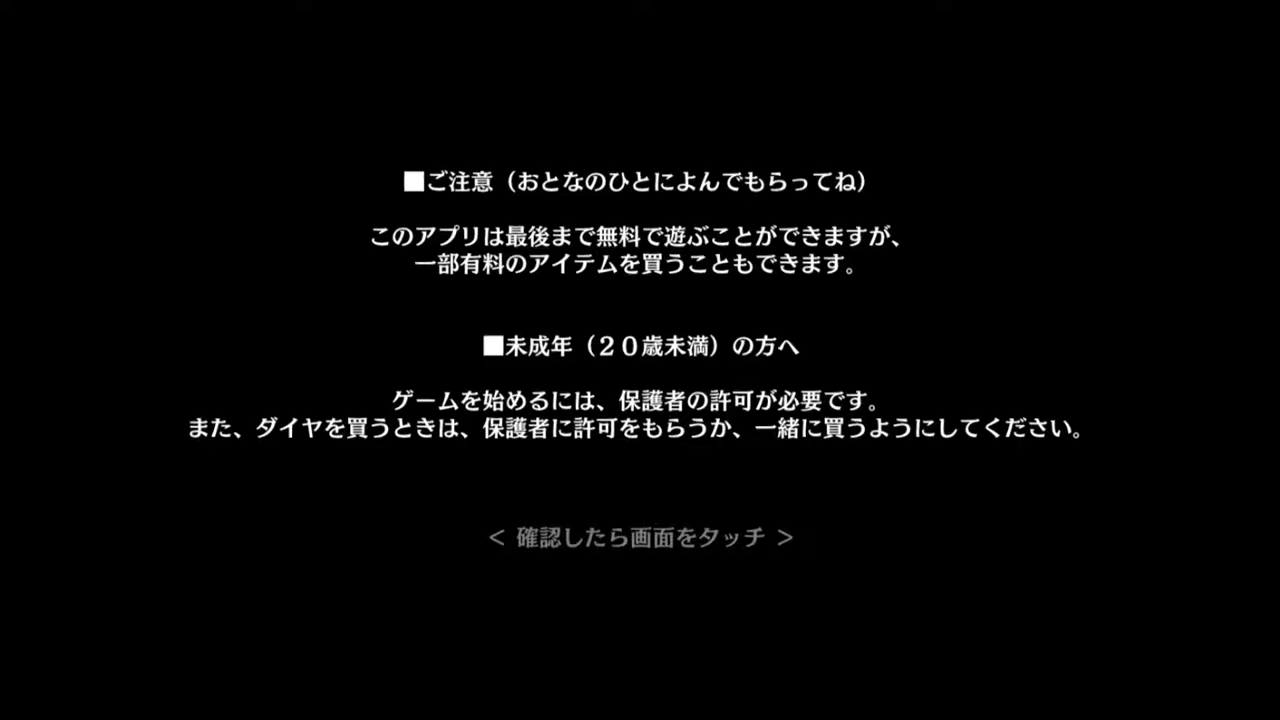 ■ご注意（おとなのひとによんでもらってね）
このアプリは最後まで無料で遊ぶことができますが、
一部有料のアイテムを買うこともできます。
■未成年（２０歳未満）の方へ
ゲームを始めるには、保護者の許可が必要です。
また、ダイヤを買うときは、保護者に許可をもらうか、一緒に買うようにしてください。
＜ 確認したら画面をタッチ ＞